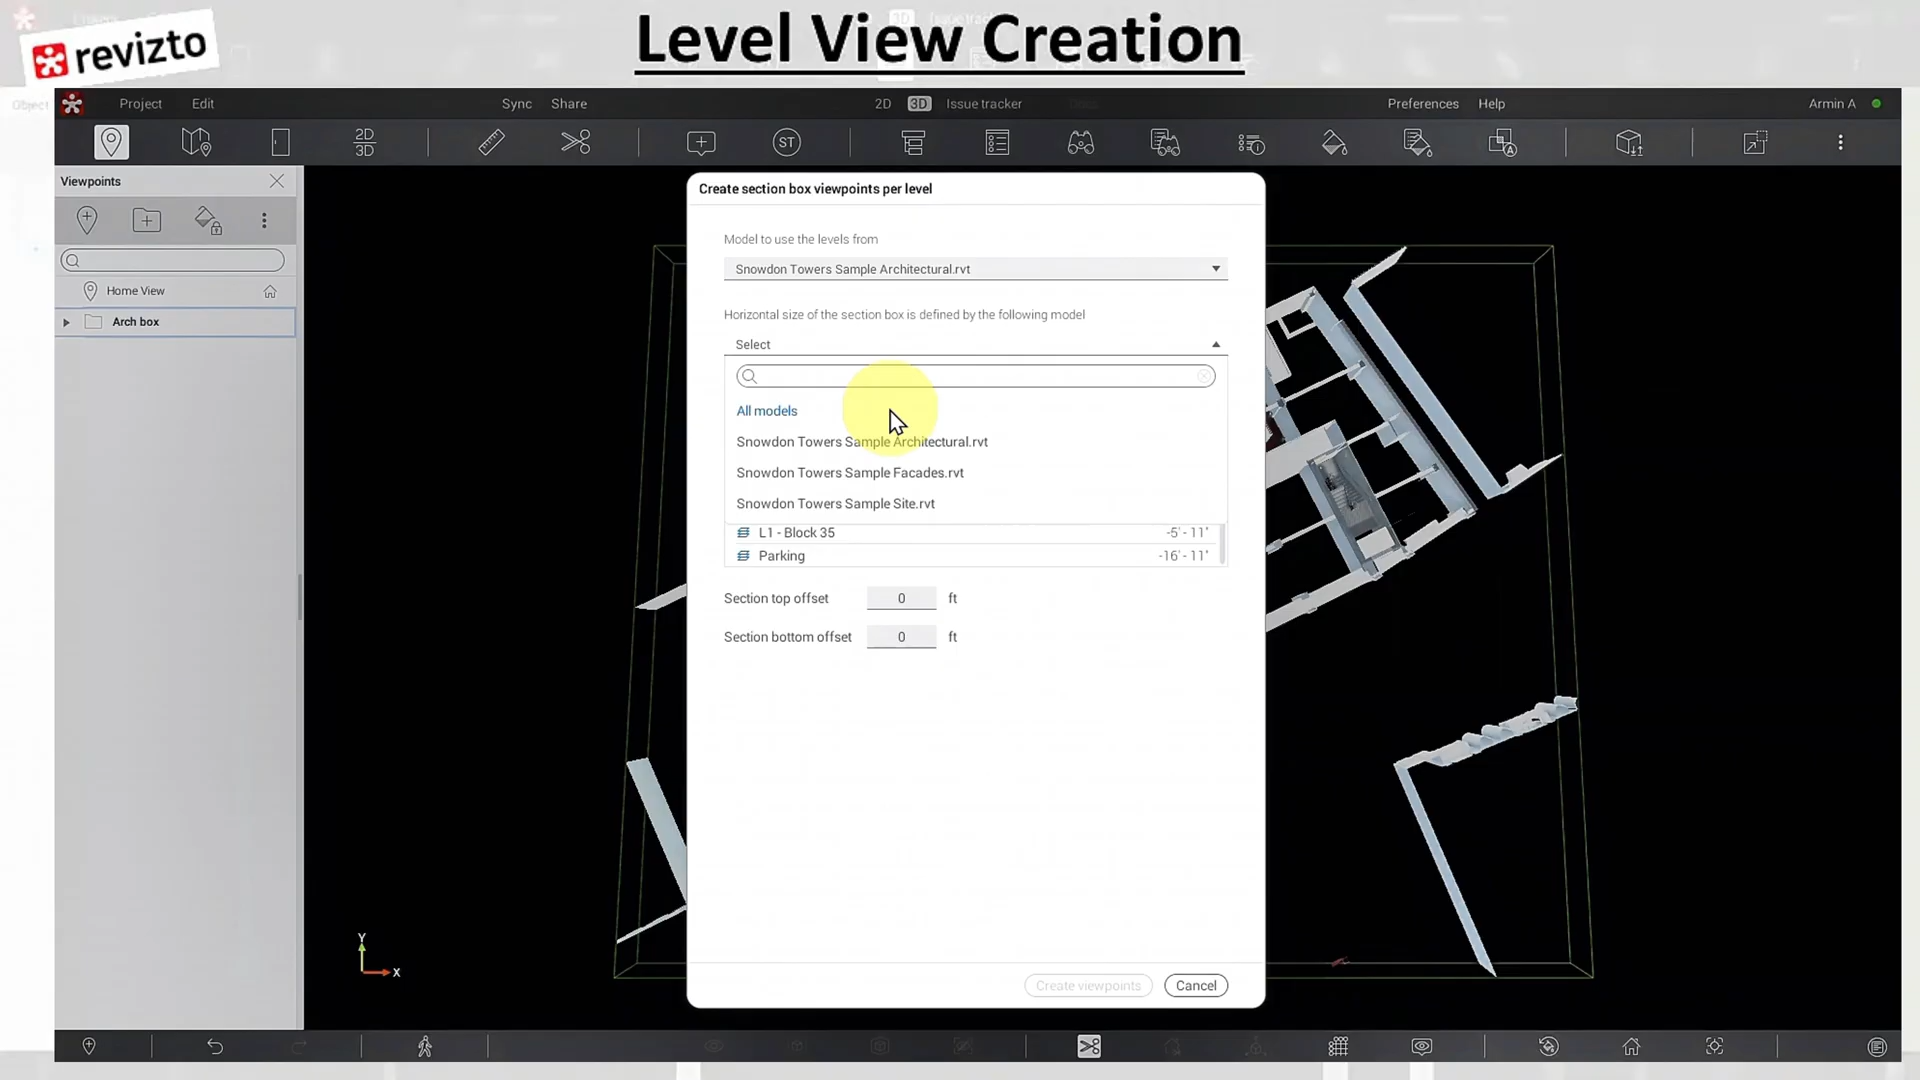 revizto
Level View Creation
Project Edit Sync Share 2D 3D Issue tracker Preferences Help Armin A
2D
3D
ST
Viewpoints
Home View
Arch box
Create section box viewpoints per level
Model to use the levels from
Snowdon Towers Sample Architectural.rvt
Horizontal size of the section box is defined by the following model
Select
All models
Snowdon Towers Sample Architectural.rvt
Snowdon Towers Sample Facades.rvt
Snowdon Towers Sample Site.rvt
L1 - Block 35 -5' - 11"
Parking -16' - 11"
Section top offset 0 ft
Section bottom offset 0 ft
Create viewpoints Cancel
Y
X